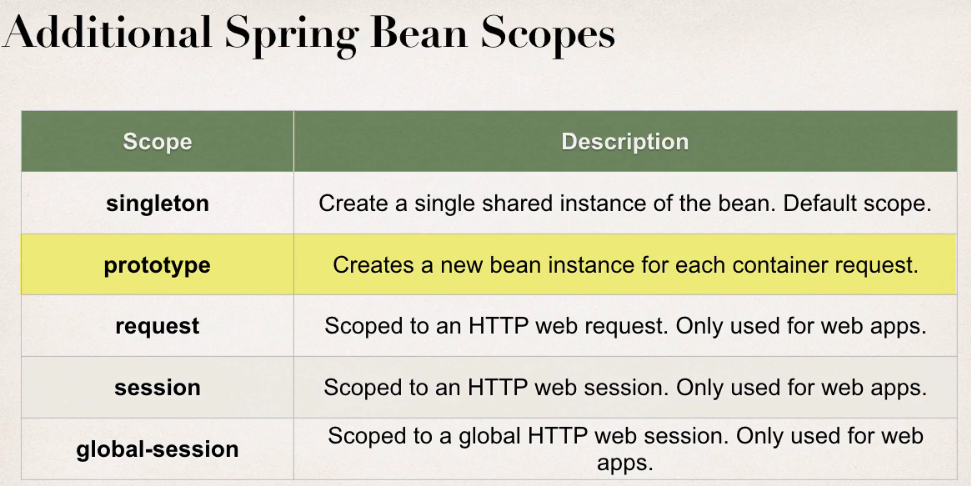 Additional Spring Bean Scopes
Scope Description
singleton Create a single shared instance of the bean. Default scope.
prototype Creates a new bean instance for each container request.
request Scoped to an HTTP web request. Only used for web apps.
session Scoped to an HTTP web session. Only used for web apps.
global-session Scoped to a global HTTP web session. Only used for web
apps.